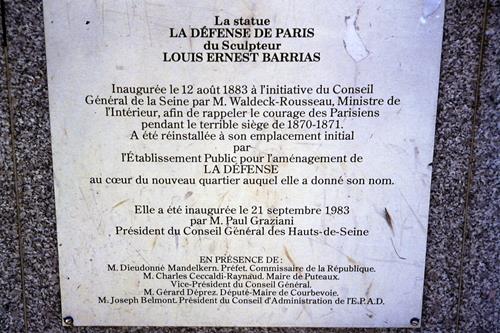 La statue
LA DÉFENSE DE PARIS
du Sculpteur
LOUIS ERNEST BARRIAS
Inaugurée le 12 août 1883 à l'initiative du Conseil
Général de la Seine par M. Waldeck-Rousseau, Ministre de
l'Intérieur, afin de rappeler le courage des Parisiens
pendant le terrible siège de 1870-1871.
A été réinstallée à son emplacement initial
par
l'Établissement Public pour l'aménagement de
LA DÉFENSE
au cœur du nouveau quartier auquel elle a donné son nom.
Elle a été inaugurée le 21 septembre 1983
par M. Paul Graziani
Président du Conseil Général des Hauts-de-Seine
EN PRÉSENCE DE:
M. Dieudonné Mandelkern. Préfet. Commissaire de la République.
M. Charles Ceccaldi-Raynaud. Maire de Puteaux.
Vice-Président du Conseil Général.
M. Gérard Déprez. Député-Maire de Courbevoie.
M. Joseph Belmont. Président du Conseil d'Administration de l'E.P.A.D.